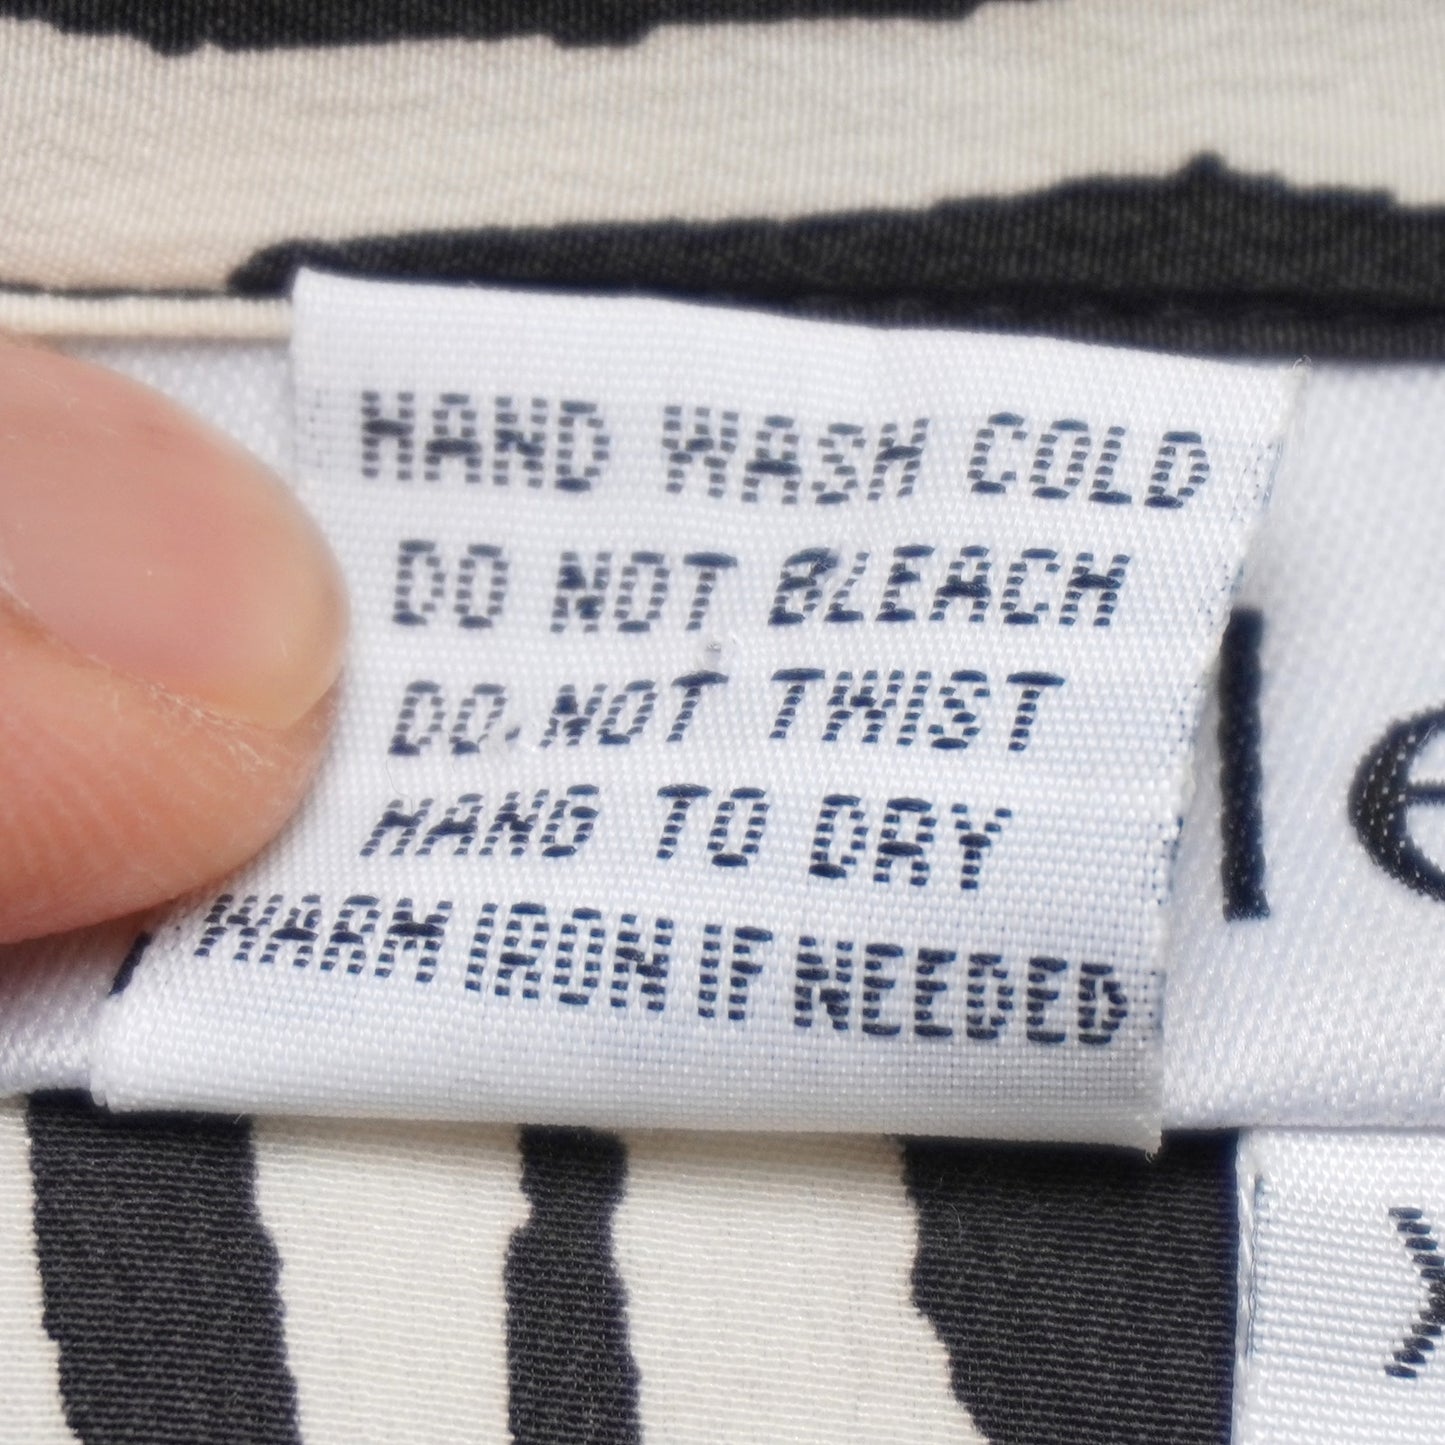 HAND WASH COLD
DO NOT BLEACH
DO NOT TWIST
HANG TO DRY
WARM IRON IF NEEDED